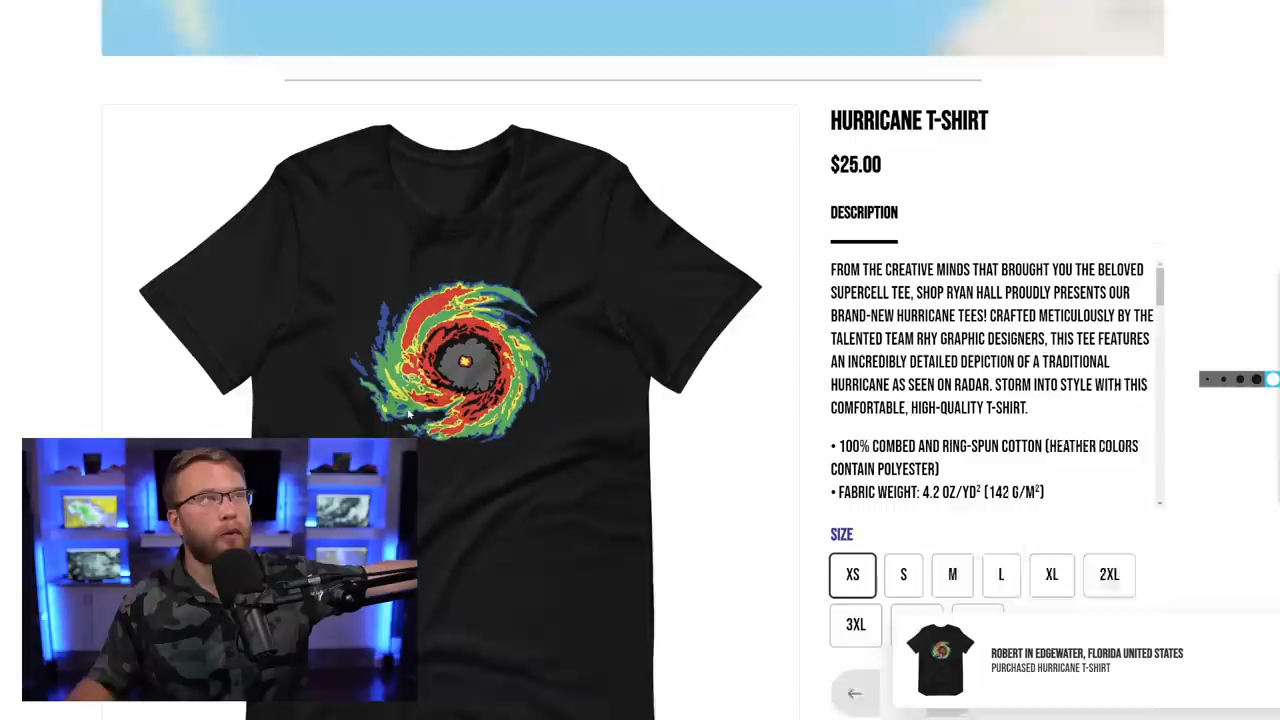 HURRICANE T-SHIRT
$25.00
DESCRIPTION
FROM THE CREATIVE MINDS THAT BROUGHT YOU THE BELOVED
SUPERCELL TEE, SHOP RYAN HALL PROUDLY PRESENTS OUR
BRAND-NEW HURRICANE TEES! CRAFTED METICULOUSLY BY THE
TALENTED TEAM RHY GRAPHIC DESIGNERS, THIS TEE FEATURES
AN INCREDIBLY DETAILED DEPICTION OF A TRADITIONAL
HURRICANE AS SEEN ON RADAR. STORM INTO STYLE WITH THIS
COMFORTABLE, HIGH-QUALITY T-SHIRT.
• 100% COMBED AND RING-SPUN COTTON (HEATHER COLORS
CONTAIN POLYESTER)
• FABRIC WEIGHT: 4.2 OZ/YD² (142 G/M²)
SIZE
XS S M L XL 2XL
3XL
ROBERT IN EDGEWATER, FLORIDA UNITED STATES
PURCHASED HURRICANE T-SHIRT